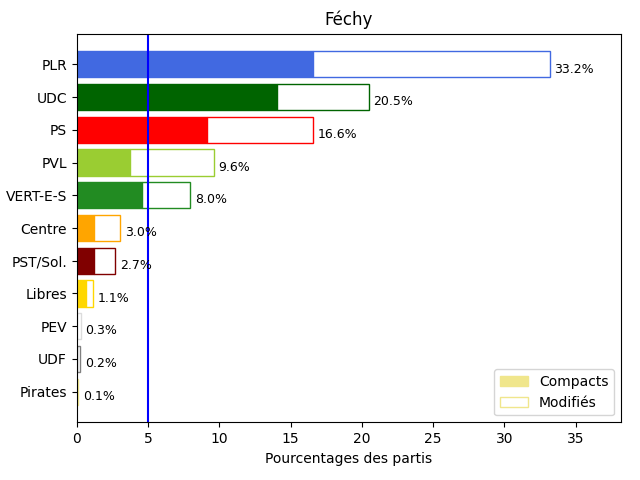 Féchy
PLR 33.2%
UDC 20.5%
PS 16.6%
PVL 9.6%
VERT-E-S 8.0%
Centre 3.0%
PST/Sol. 2.7%
Libres 1.1%
PEV 0.3%
UDF 0.2%
Pirates 0.1%
Compacts
Modifiés
0 5 10 15 20 25 30 35
Pourcentages des partis